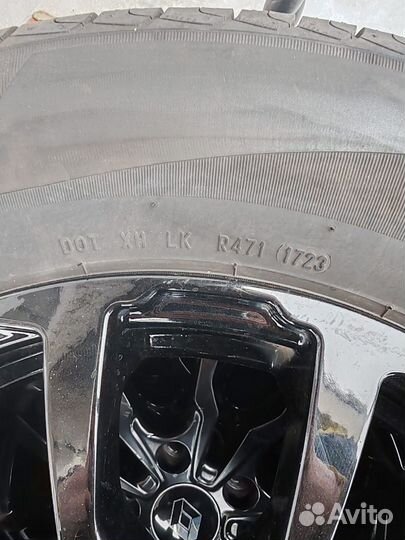 DOT XH LK R471 (1723)
Avito